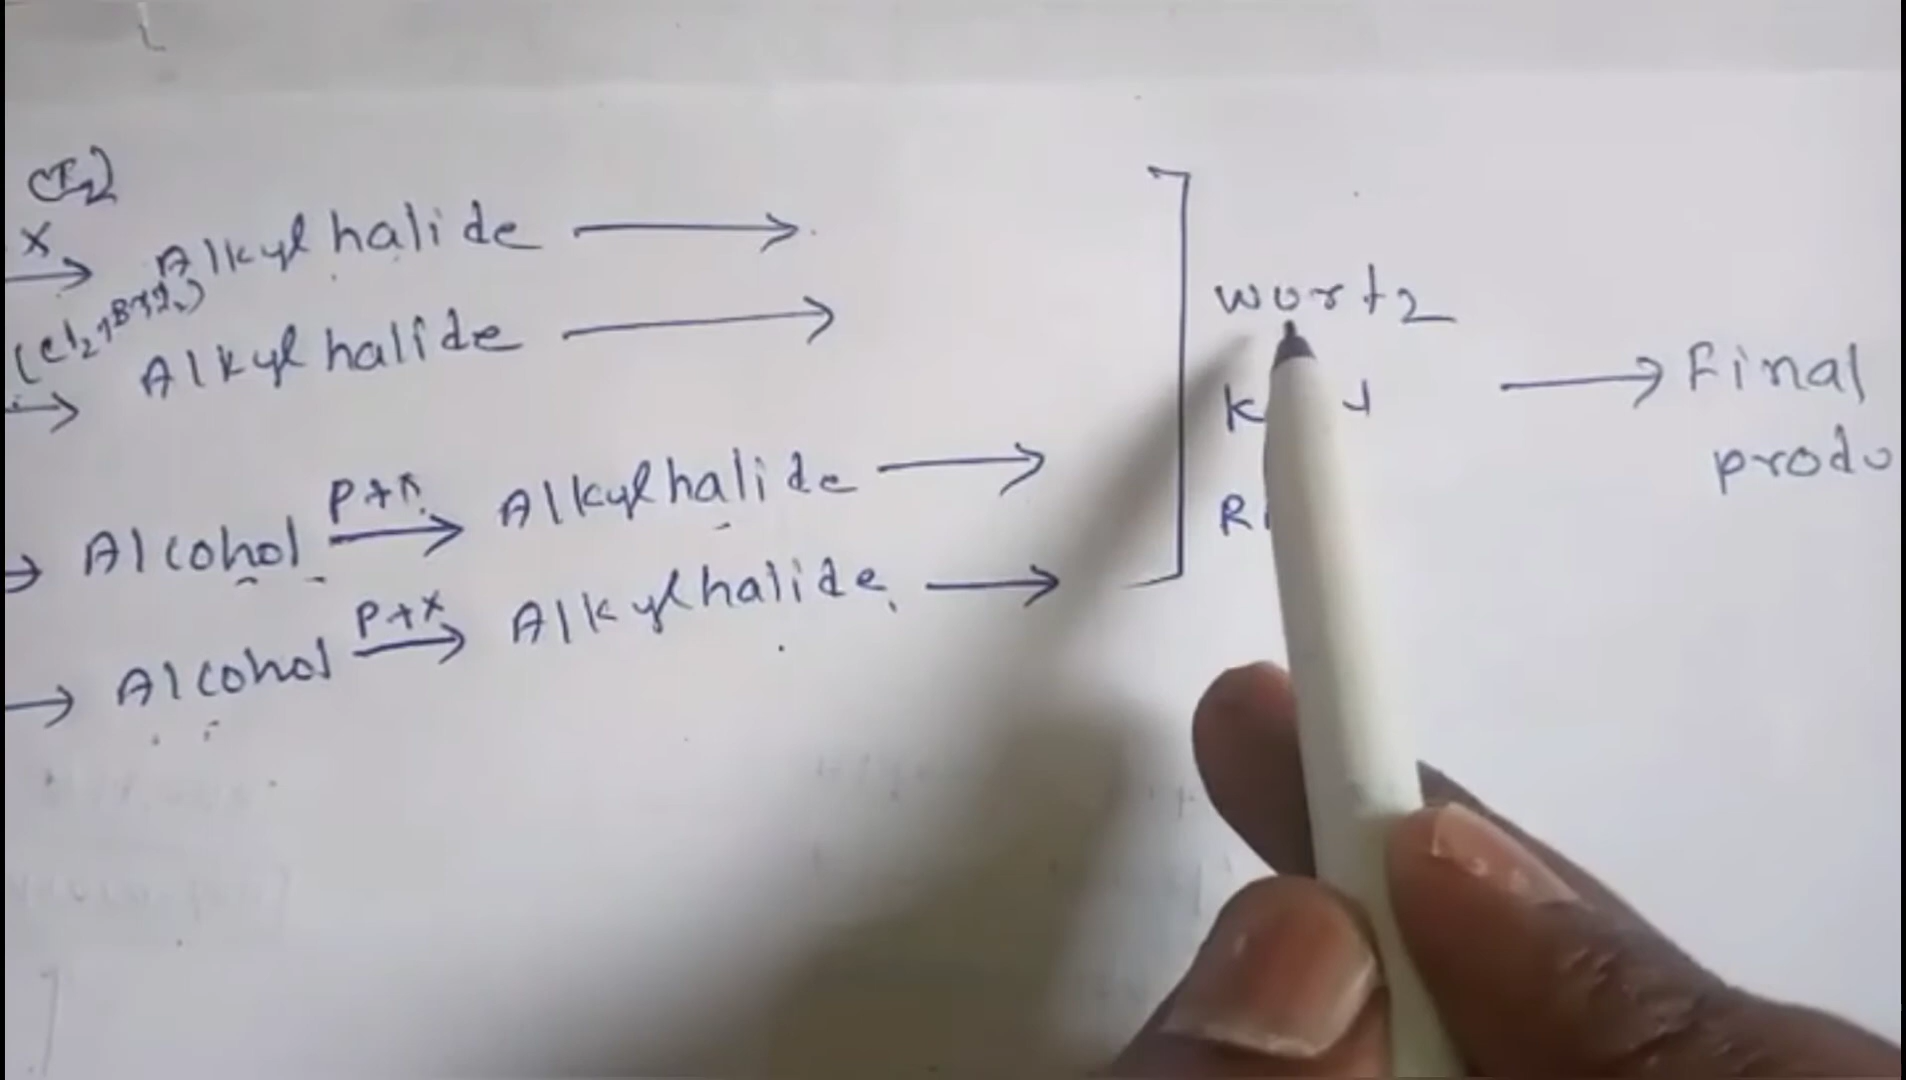 X
Alkyl halide
(Cl2, Br2)
Alkyl halide
Alcohol P+X Alkyl halide
Alcohol P+X Alkyl halide
wurtz
Final
produ